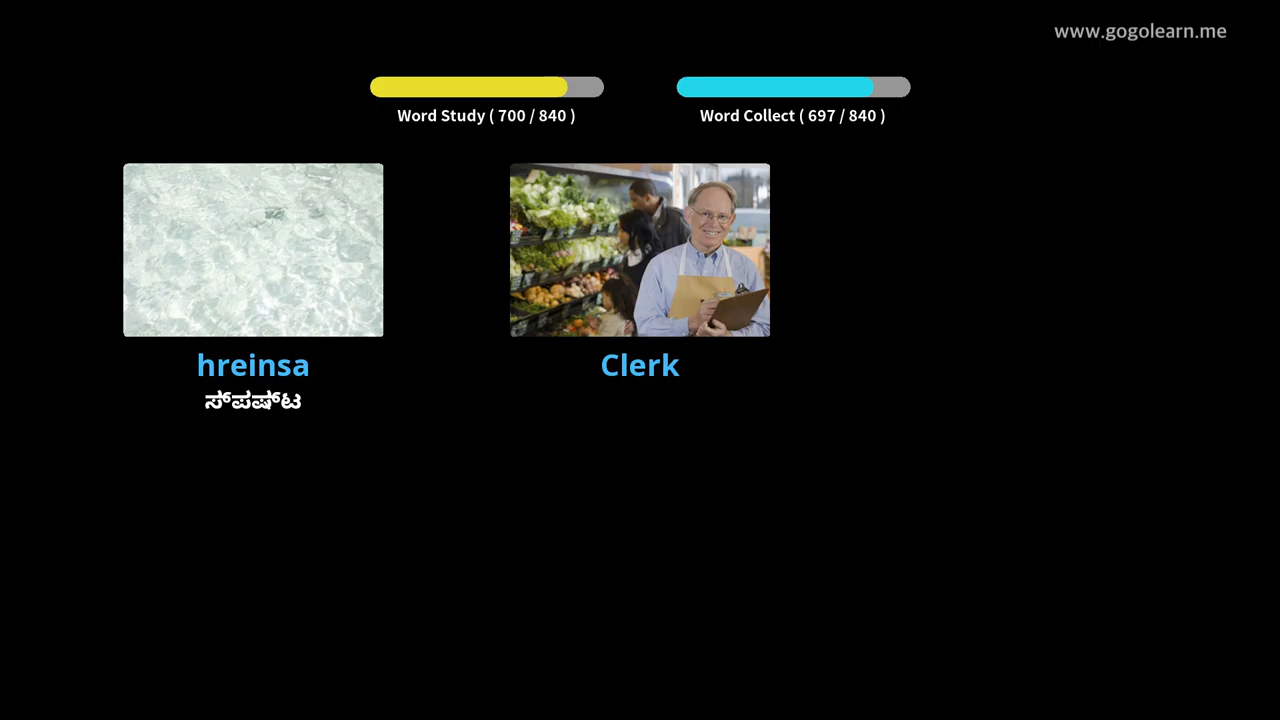 www.gogolearn.me
Word Study ( 700 / 840 )
Word Collect ( 697 / 840 )
hreinsa
ಸ್‌ಪಷ್‌ಟ
Clerk